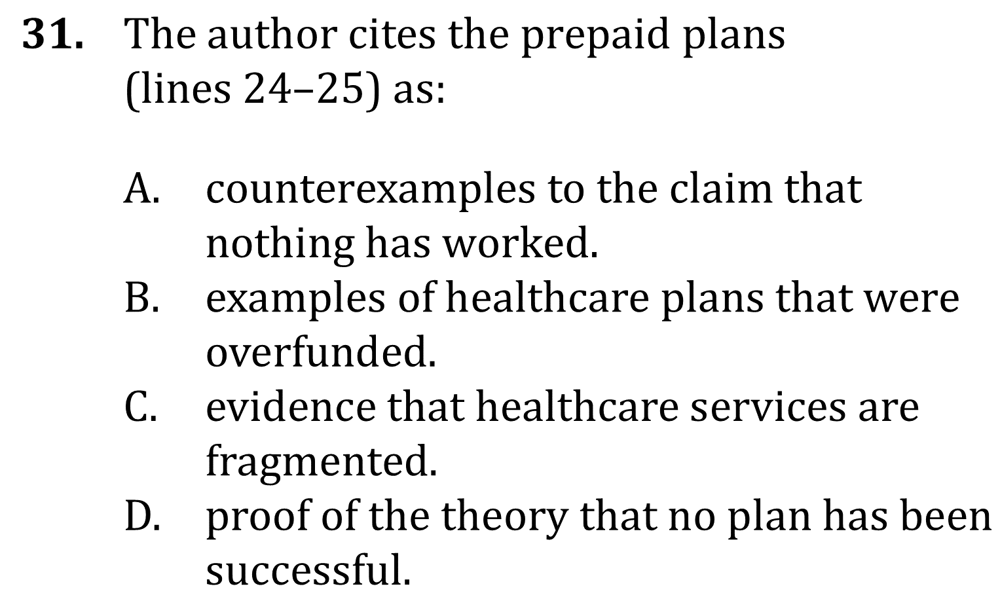 31. The author cites the prepaid plans
(lines 24–25) as:
A. counterexamples to the claim that
nothing has worked.
B. examples of healthcare plans that were
overfunded.
C. evidence that healthcare services are
fragmented.
D. proof of the theory that no plan has been
successful.